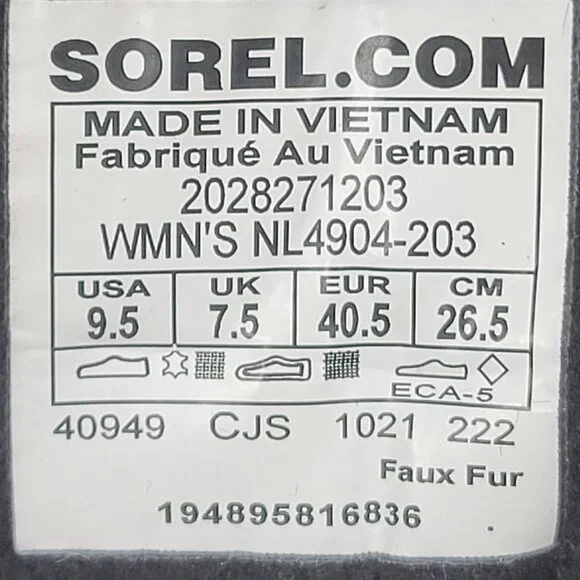 SOREL.COM
MADE IN VIETNAM
Fabriqué Au Vietnam
2028271203
WMN'S NL4904-203
USA UK EUR CM
9.5 7.5 40.5 26.5
ECA-5
40949 CJS 1021 222
Faux Fur
194895816836